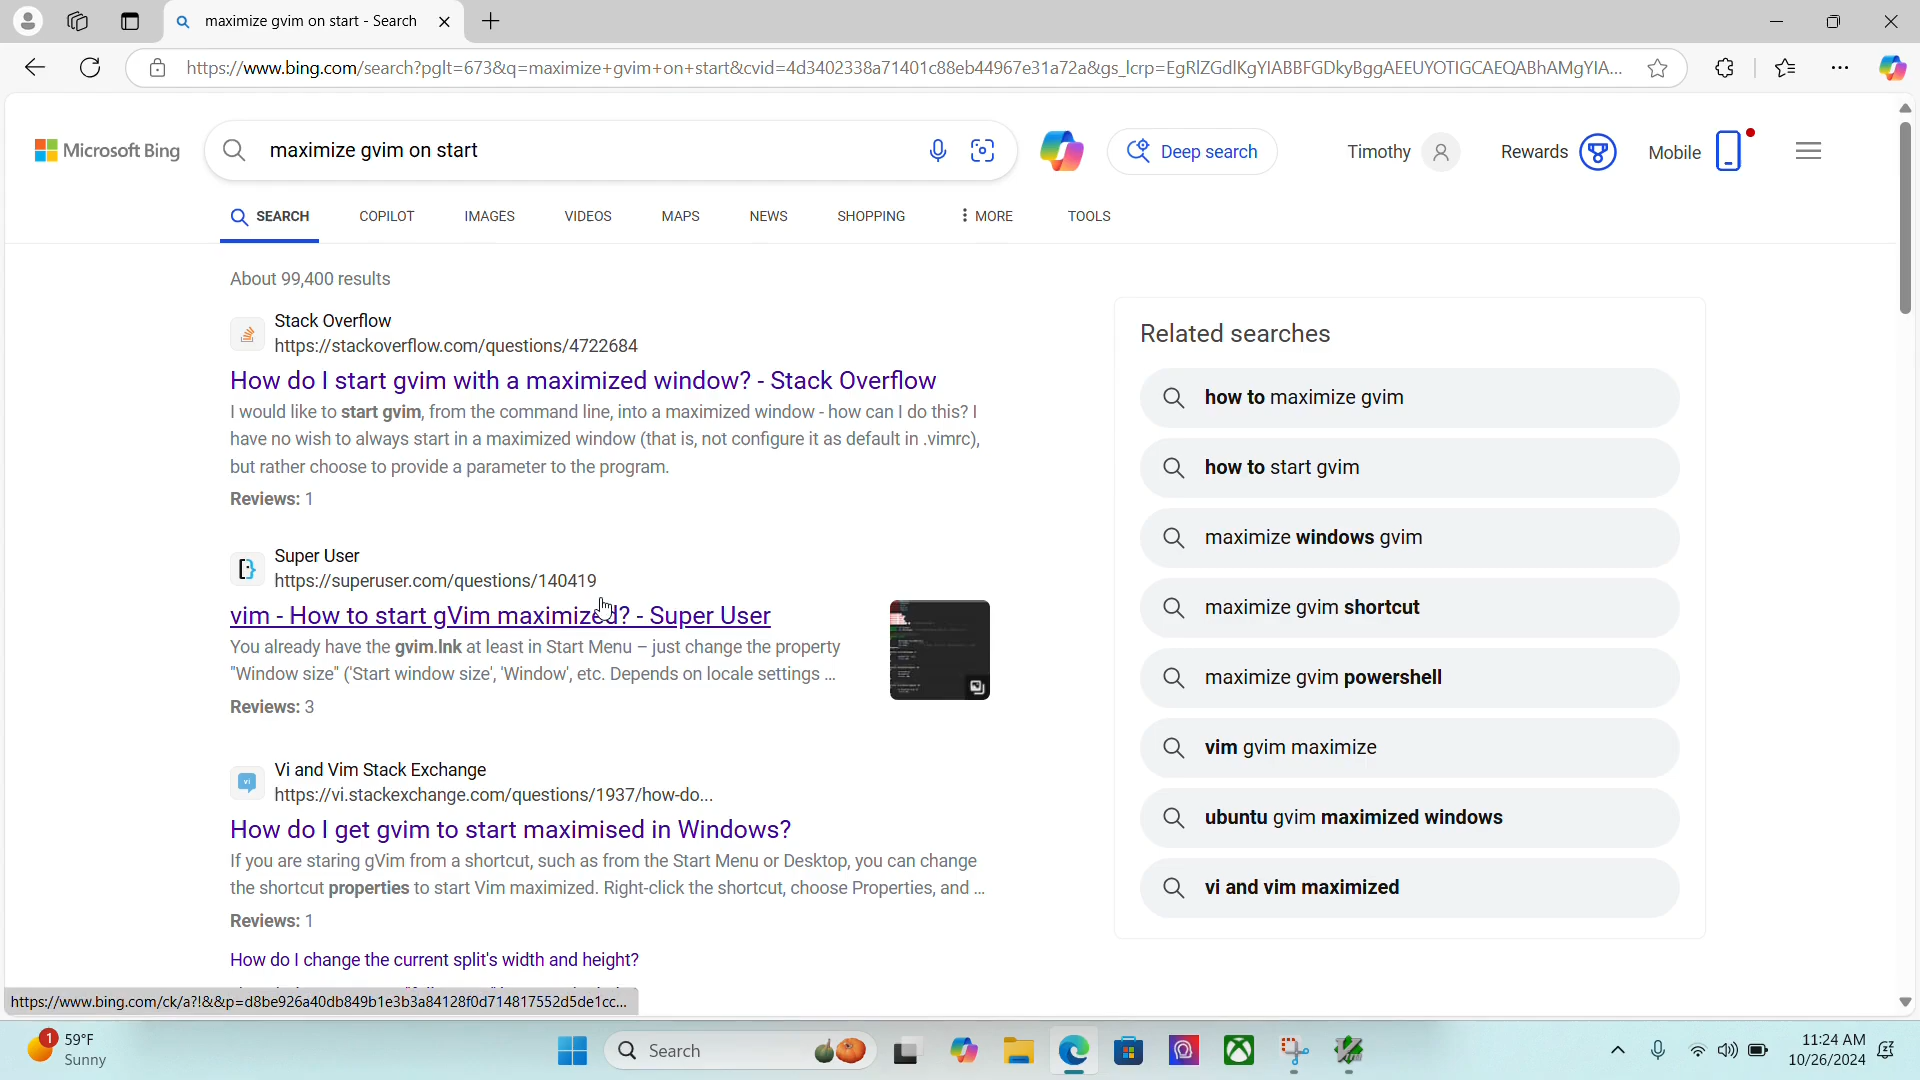 maximize gvim on start - Search
https://www.bing.com/search?pglt=673&q=maximize+gvim+on+start&cvid=4d3402338a71401c88eb44967e31a72a&gs_lcrp=EgRlZGdlKgYIABBFGDkyBggAEEUYOTIGCAEQABhAMgYIA...
Microsoft Bing
maximize gvim on start
Deep search
Timothy
Rewards
Mobile
SEARCH
COPILOT
IMAGES
VIDEOS
MAPS
NEWS
SHOPPING
MORE
TOOLS
About 99,400 results
Stack Overflow
https://stackoverflow.com/questions/4722684
How do I start gvim with a maximized window? - Stack Overflow
I would like to start gvim, from the command line, into a maximized window - how can I do this? I
have no wish to always start in a maximized window (that is, not configure it as default in .vimrc),
but rather choose to provide a parameter to the program.
Reviews: 1
Super User
https://superuser.com/questions/140419
vim - How to start gVim maximized? - Super User
You already have the gvim.lnk at least in Start Menu – just change the property
"Window size" ('Start window size', 'Window', etc. Depends on locale settings ...
Reviews: 3
Vi and Vim Stack Exchange
https://vi.stackexchange.com/questions/1937/how-do...
How do I get gvim to start maximised in Windows?
If you are staring gVim from a shortcut, such as from the Start Menu or Desktop, you can change
the shortcut properties to start Vim maximized. Right-click the shortcut, choose Properties, and ...
Reviews: 1
How do I change the current split's width and height?
Related searches
how to maximize gvim
how to start gvim
maximize windows gvim
maximize gvim shortcut
maximize gvim powershell
vim gvim maximize
ubuntu gvim maximized windows
vi and vim maximized
https://www.bing.com/ck/a?!&&p=d8be926a40db849b1e3b3a84128f0d714817552d5de1cc...
1
59°F
Sunny
Search
11:24 AM
10/26/2024